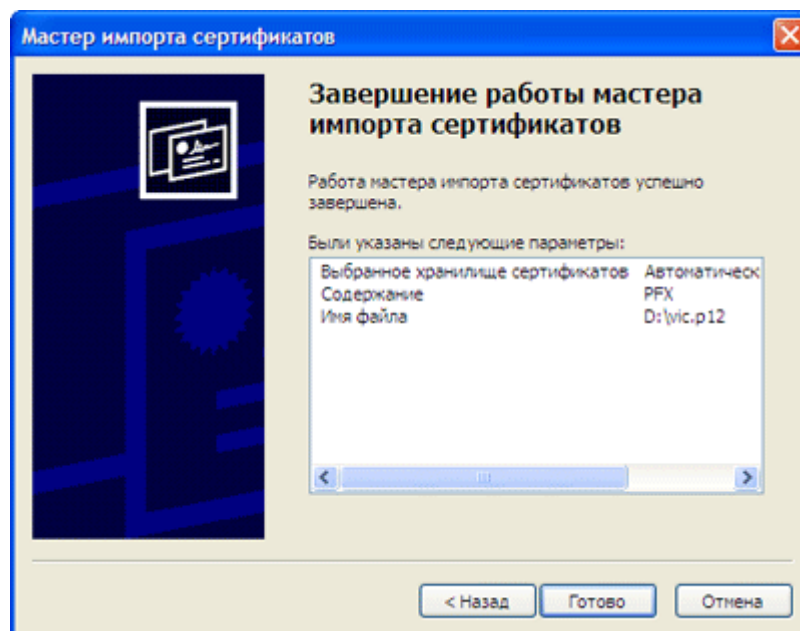 Мастер импорта сертификатов
Завершение работы мастера
импорта сертификатов
Работа мастера импорта сертификатов успешно
завершена.
Были указаны следующие параметры:
Выбранное хранилище сертификатов Автоматическ
Содержание PFX
Имя файла D:\vic.p12
< Назад Готово Отмена